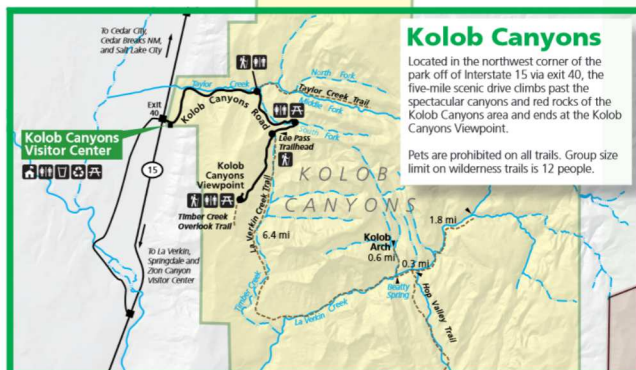 To Cedar City,
Cedar Breaks NM,
and Salt Lake City
Kolob Canyons
Located in the northwest corner of the
park off of Interstate 15 via exit 40, the
five-mile scenic drive climbs past the
spectacular canyons and red rocks of the
Kolob Canyons area and ends at the Kolob
Canyons Viewpoint.
Pets are prohibited on all trails. Group size
limit on wilderness trails is 12 people.
North Fork
Taylor Creek
Taylor Creek Trail
Middle Fork
Exit
40
Kolob Canyons Road
South Fork
Kolob Canyons
Visitor Center
Lee Pass
Trailhead
15
Kolob
Canyons
Viewpoint
KOLOB
CANYONS
Timber Creek
Overlook Trail
La Verkin Creek Trail
6.4 mi
1.8 mi
Kolob
Arch
0.6 mi
0.3 mi
To La Verkin,
Springdale and
Zion Canyon
Visitor Center
Timber Creek
Beatty
Spring
La Verkin Creek
Hop Valley Trail